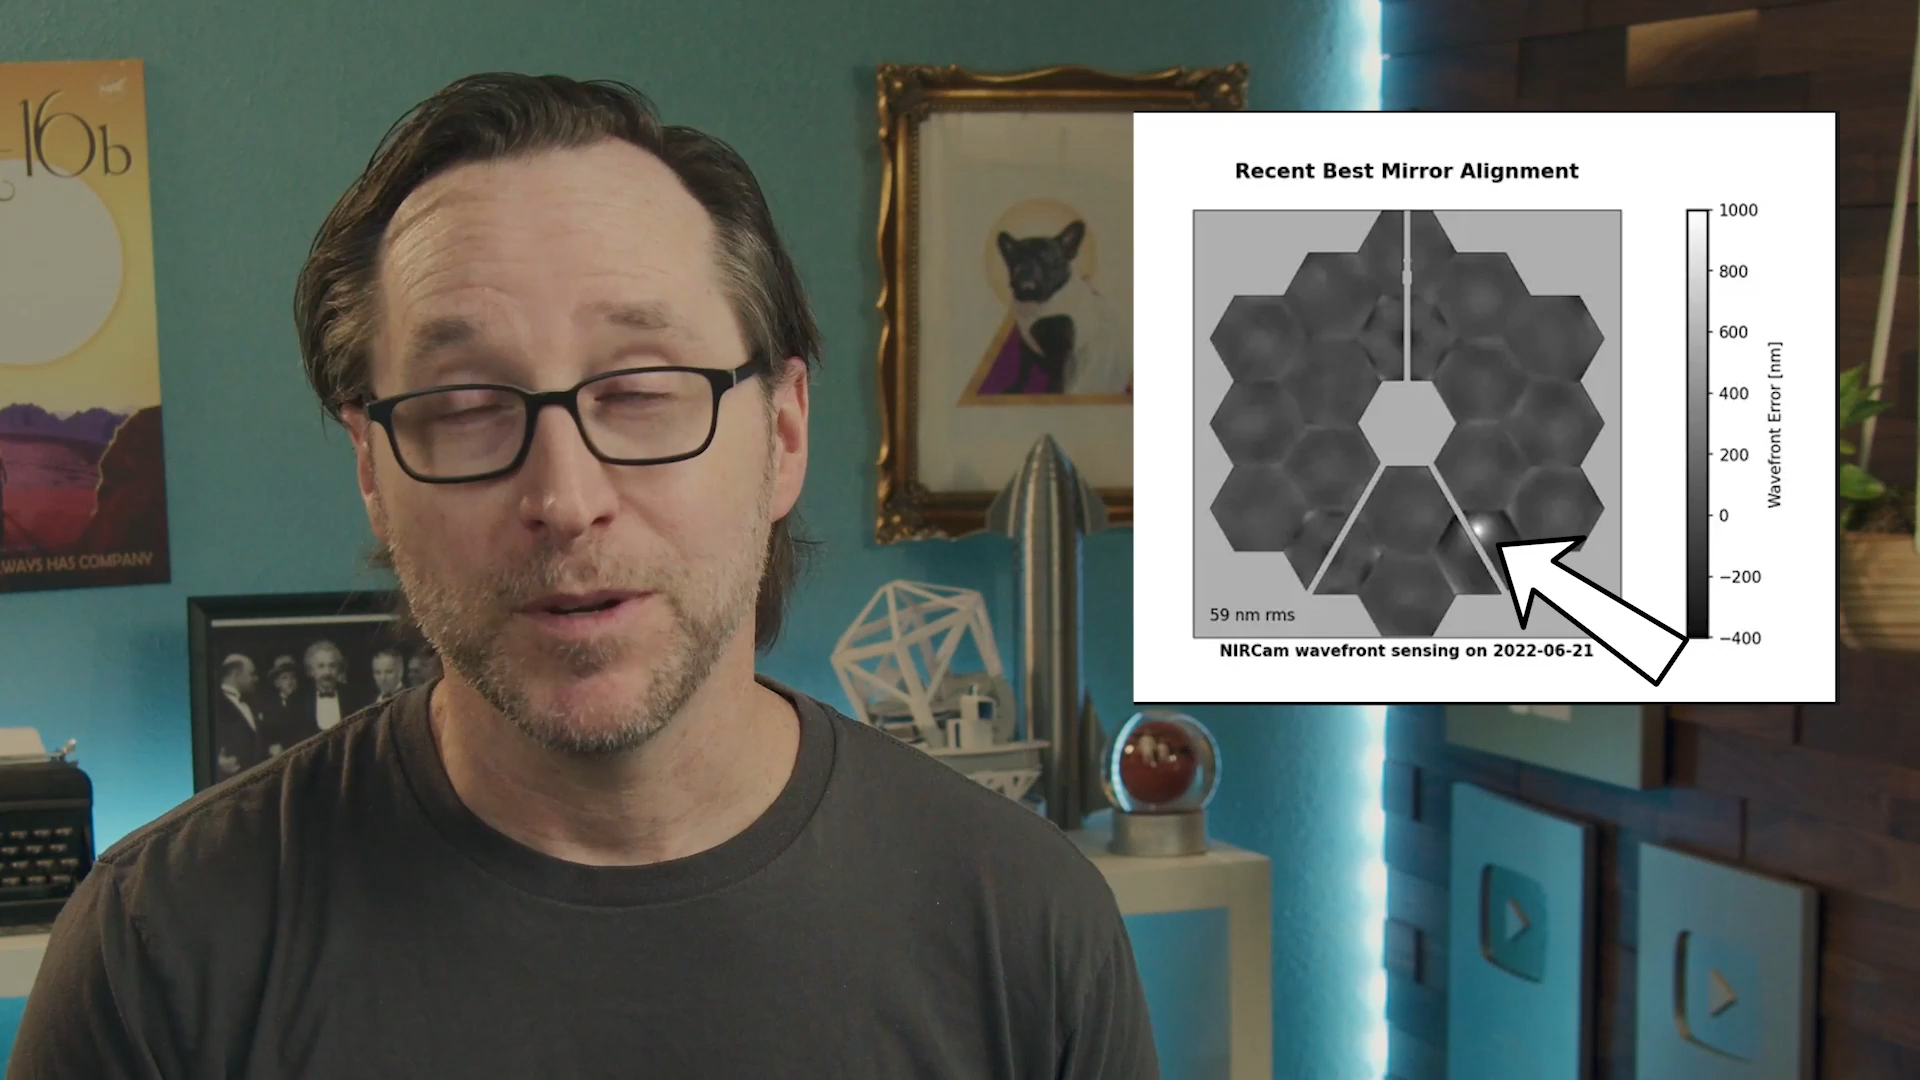 -16b
WAYS HAS COMPANY
Recent Best Mirror Alignment
1000
800
600
400
200
0
−200
−400
Wavefront Error [nm]
59 nm rms
NIRCam wavefront sensing on 2022-06-21